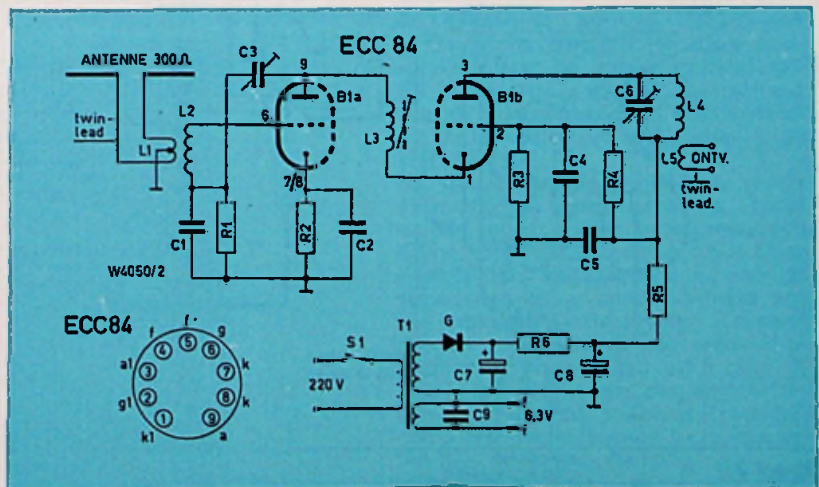 ECC 84
ANTENNE 300Ω
twin-
lead
L1
L2
C3
9
6
B1a
7/8
C1
R1
R2
C2
L3
3
B1b
2
1
R3
C4
R4
C5
C6
L4
L5
ONTV.
twin-
lead.
R5
W4050/2
ECC84
f
f
g
a1
k
g1
k
k1
a
1
2
3
4
5
6
7
8
9
S1
220 V
T1
G
R6
C7
+
C8
+
C9
6,3V